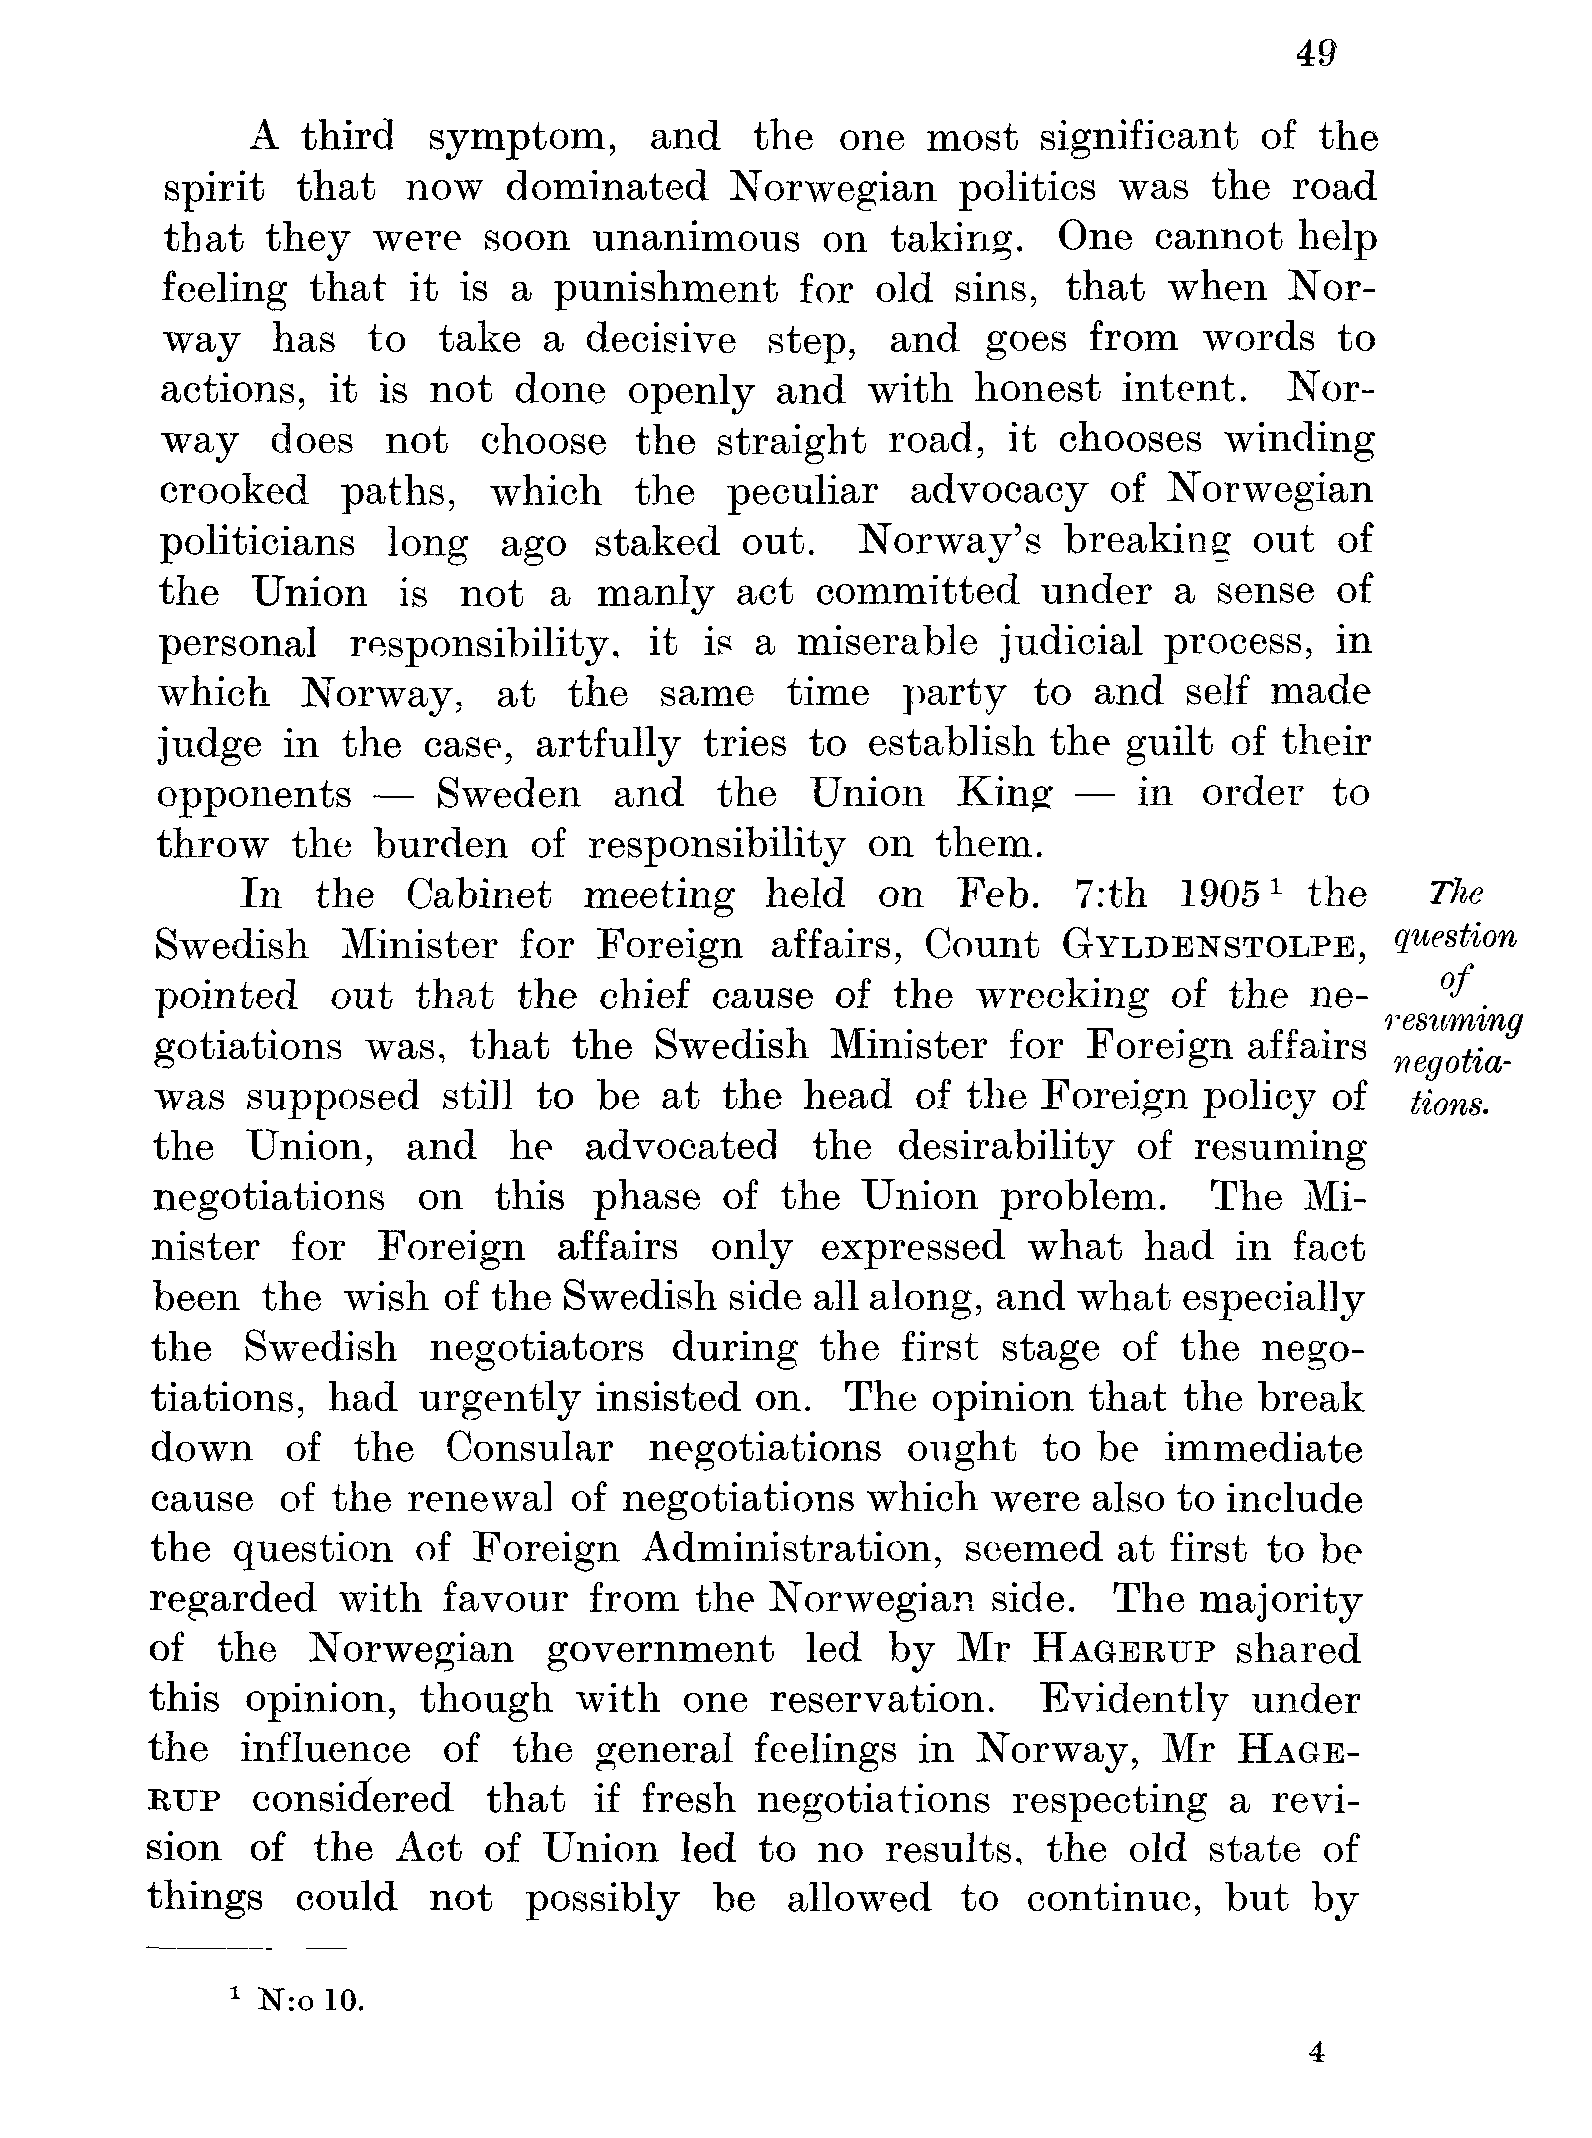 49
A third symptom, and the one most significant of the
spirit that now dominated Norwegian politics was the road
that they were soon unanimous on taking. One cannot help
feeling that it is a punishment for old sins, that when Nor-
way has to take a decisive step, and goes from words to
actions, it is not done openly and with honest intent. Nor-
way does not choose the straight road, it chooses winding
crooked paths, which the peculiar advocacy of Norwegian
politicians long ago staked out. Norway's breaking out of
the Union is not a manly act committed under a sense of
personal responsibility, it is a miserable judicial process, in
which Norway, at the same time party to and self made
judge in the case, artfully tries to establish the guilt of their
opponents — Sweden and the Union King — in order to
throw the burden of responsibility on them.
In the Cabinet meeting held on Feb. 7:th 1905 ¹ the
Swedish Minister for Foreign affairs, Count GYLDENSTOLPE,
pointed out that the chief cause of the wrecking of the ne-
gotiations was, that the Swedish Minister for Foreign affairs
was supposed still to be at the head of the Foreign policy of
the Union, and he advocated the desirability of resuming
negotiations on this phase of the Union problem. The Mi-
nister for Foreign affairs only expressed what had in fact
been the wish of the Swedish side all along, and what especially
the Swedish negotiators during the first stage of the nego-
tiations, had urgently insisted on. The opinion that the break
down of the Consular negotiations ought to be immediate
cause of the renewal of negotiations which were also to include
the question of Foreign Administration, seemed at first to be
regarded with favour from the Norwegian side. The majority
of the Norwegian government led by Mr HAGERUP shared
this opinion, though with one reservation. Evidently under
the influence of the general feelings in Norway, Mr HAGE-
RUP considered that if fresh negotiations respecting a revi-
sion of the Act of Union led to no results, the old state of
things could not possibly be allowed to continue, but by
The
question
of
resuming
negotia-
tions.
¹ N:o 10.
4